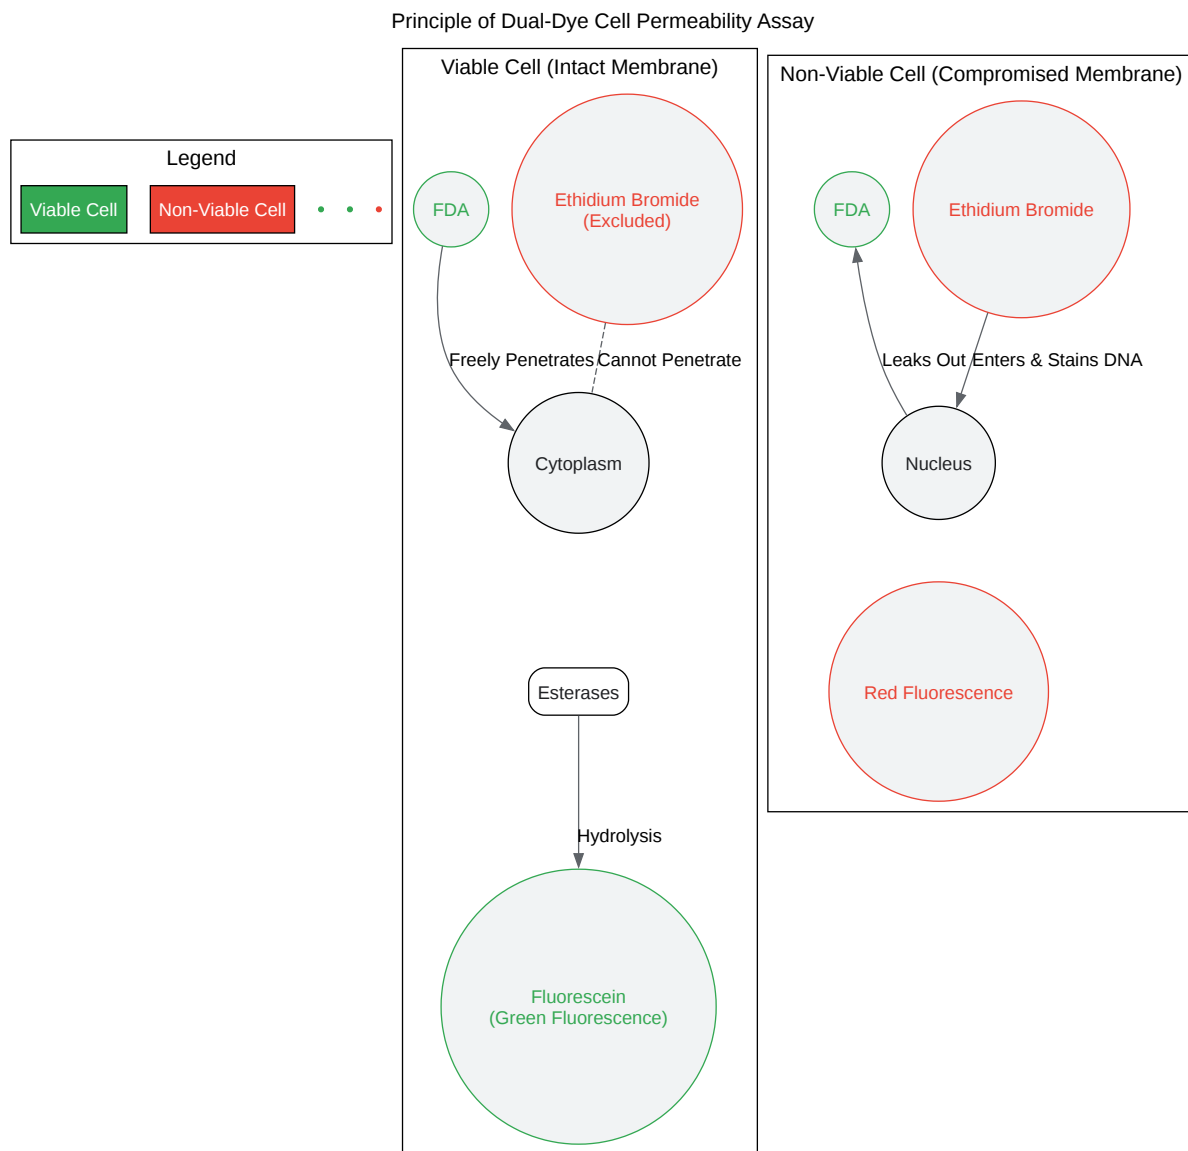 Principle of Dual-Dye Cell Permeability Assay
Legend
Viable Cell
Non-Viable Cell
Viable Cell (Intact Membrane)
FDA
Ethidium Bromide
(Excluded)
Freely Penetrates
Cannot Penetrate
Cytoplasm
Esterases
Hydrolysis
Fluorescein
(Green Fluorescence)
Non-Viable Cell (Compromised Membrane)
FDA
Ethidium Bromide
Leaks Out
Enters & Stains DNA
Nucleus
Red Fluorescence